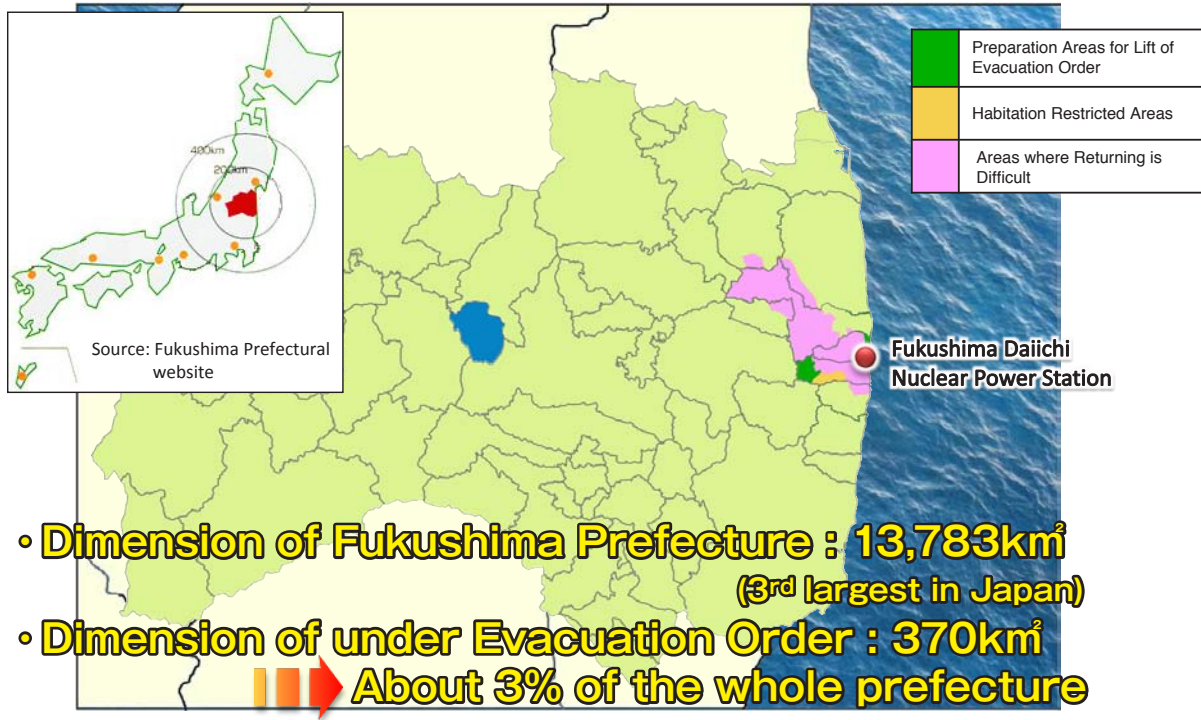 400km
200km
Source: Fukushima Prefectural
website
Preparation Areas for Lift of
Evacuation Order
Habitation Restricted Areas
Areas where Returning is
Difficult
Fukushima Daiichi
Nuclear Power Station
・Dimension of Fukushima Prefecture : 13,783k㎡
(3rd largest in Japan)
・Dimension of under Evacuation Order : 370k㎡
About 3% of the whole prefecture